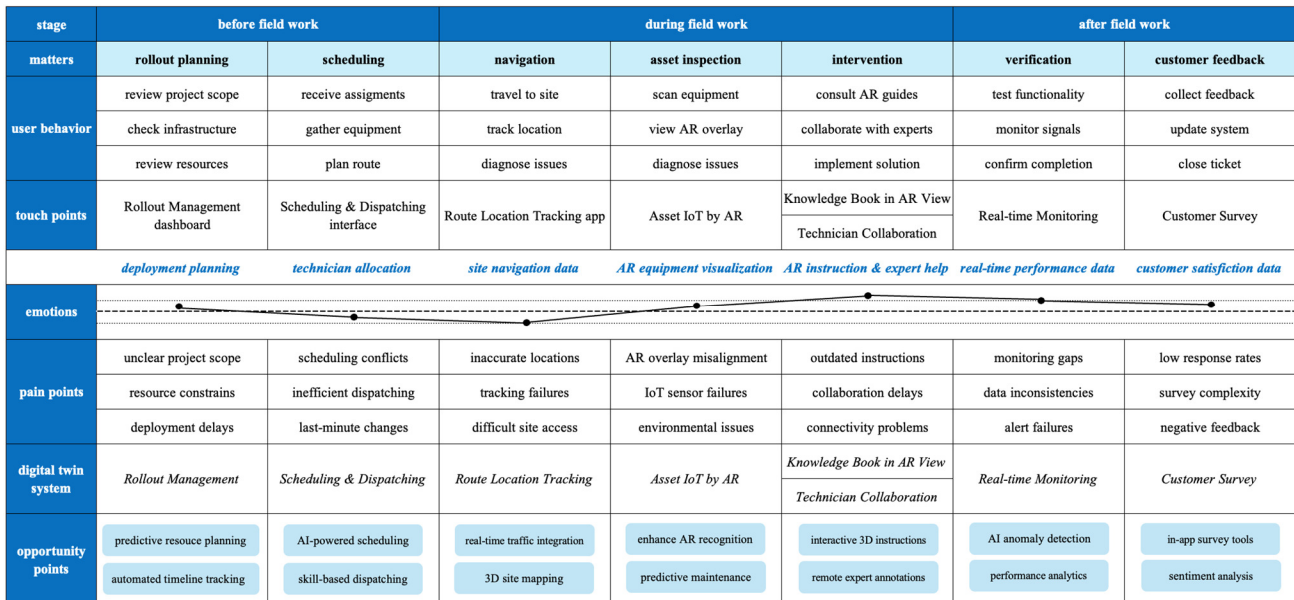 stage before field work during field work after field work
matters rollout planning scheduling navigation asset inspection intervention verification customer feedback
user behavior
review project scope receive assigments travel to site scan equipment consult AR guides test functionality collect feedback
check infrastructure gather equipment track location view AR overlay collaborate with experts monitor signals update system
review resources plan route diagnose issues diagnose issues implement solution confirm completion close ticket
touch points
Rollout Management
dashboard
Scheduling & Dispatching
interface
Route Location Tracking app
Asset IoT by AR
Knowledge Book in AR View
Technician Collaboration
Real-time Monitoring
Customer Survey
deployment planning technician allocation site navigation data AR equipment visualization AR instruction & expert help real-time performance data customer satisfiction data
emotions
pain points
unclear project scope scheduling conflicts inaccurate locations AR overlay misalignment outdated instructions monitoring gaps low response rates
resource constrains inefficient dispatching tracking failures IoT sensor failures collaboration delays data inconsistencies survey complexity
deployment delays last-minute changes difficult site access environmental issues connectivity problems alert failures negative feedback
digital twin
system
Rollout Management
Scheduling & Dispatching
Route Location Tracking
Asset IoT by AR
Knowledge Book in AR View
Technician Collaboration
Real-time Monitoring
Customer Survey
opportunity
points
predictive resouce planning AI-powered scheduling real-time traffic integration enhance AR recognition interactive 3D instructions AI anomaly detection in-app survey tools
automated timeline tracking skill-based dispatching 3D site mapping predictive maintenance remote expert annotations performance analytics sentiment analysis